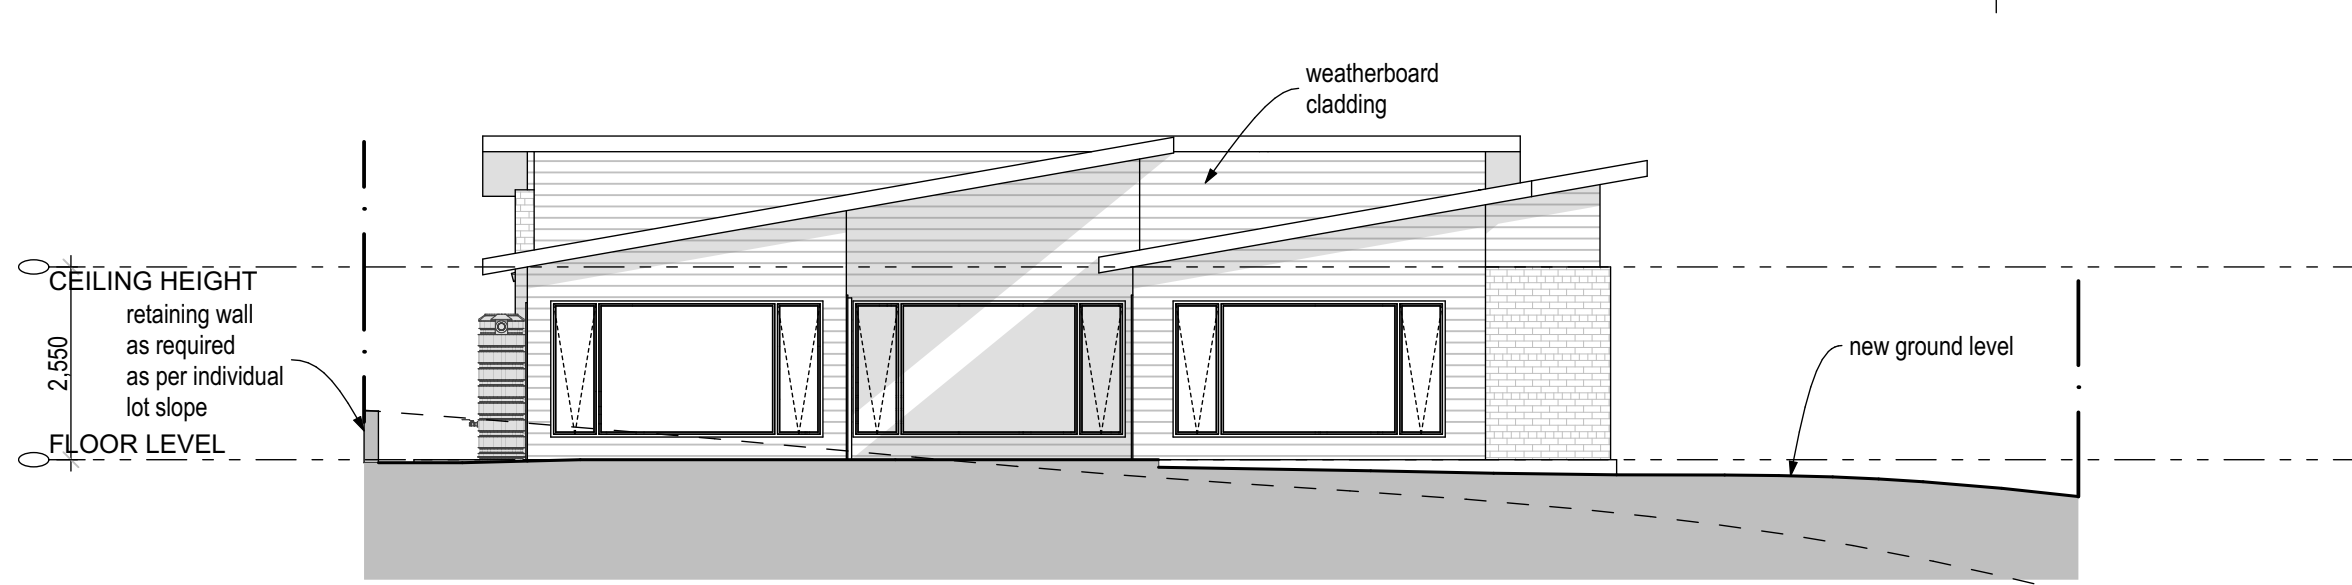 weatherboard
cladding
CEILING HEIGHT
retaining wall
as required
as per individual
lot slope
2,550
FLOOR LEVEL
new ground level